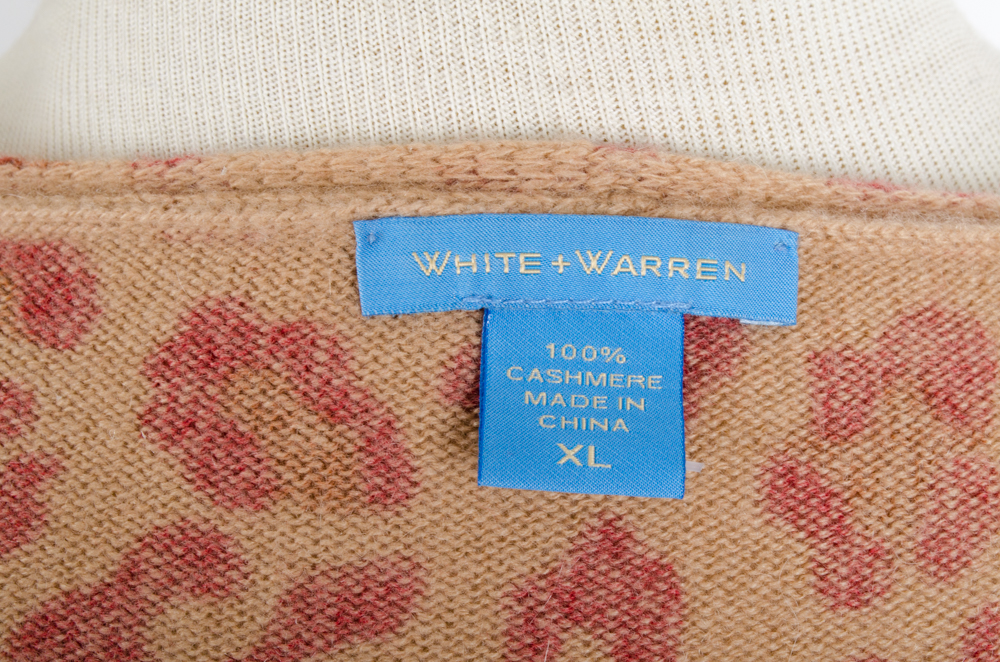 WHITE + WARREN
100%
CASHMERE
MADE IN
CHINA
XL